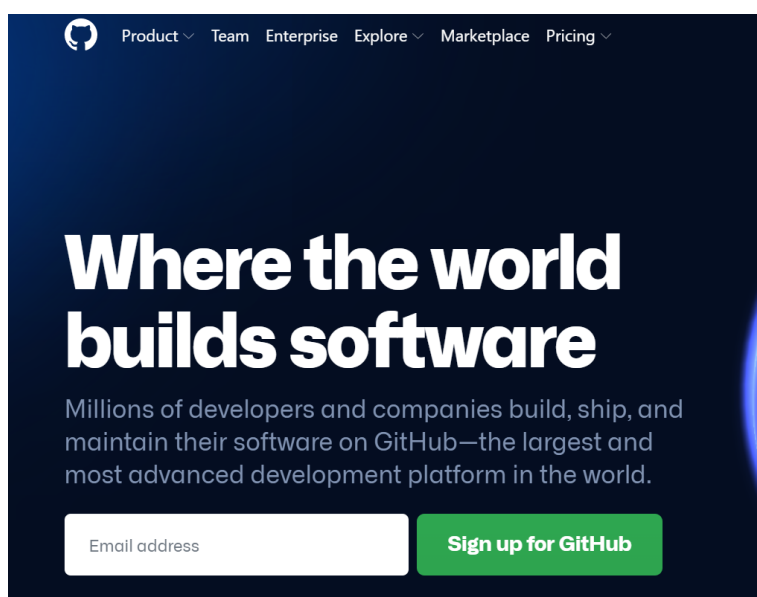 Product Team Enterprise Explore Marketplace Pricing
Where the world
builds software
Millions of developers and companies build, ship, and
maintain their software on GitHub—the largest and
most advanced development platform in the world.
Email address Sign up for GitHub